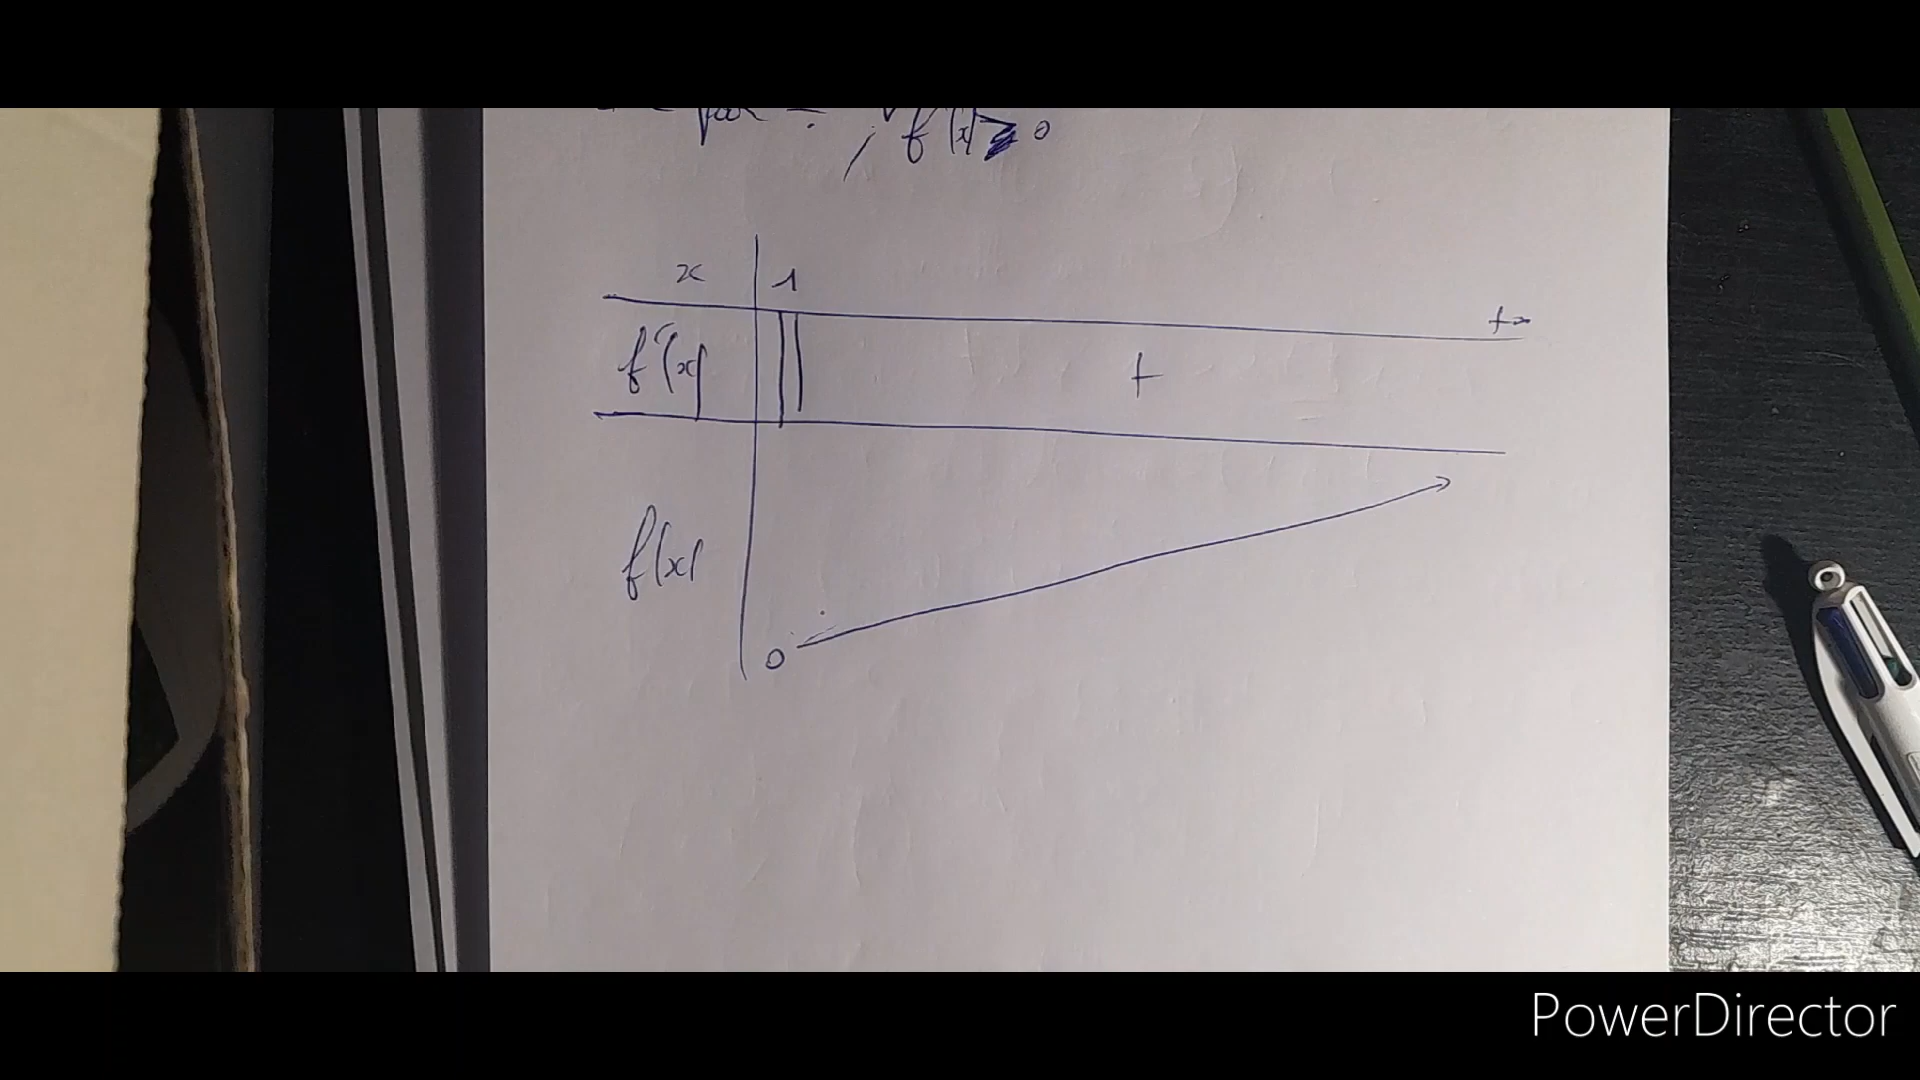 f(x) ≥ 0
x 1 +∞
f'(x) +
f(x)
0
PowerDirector